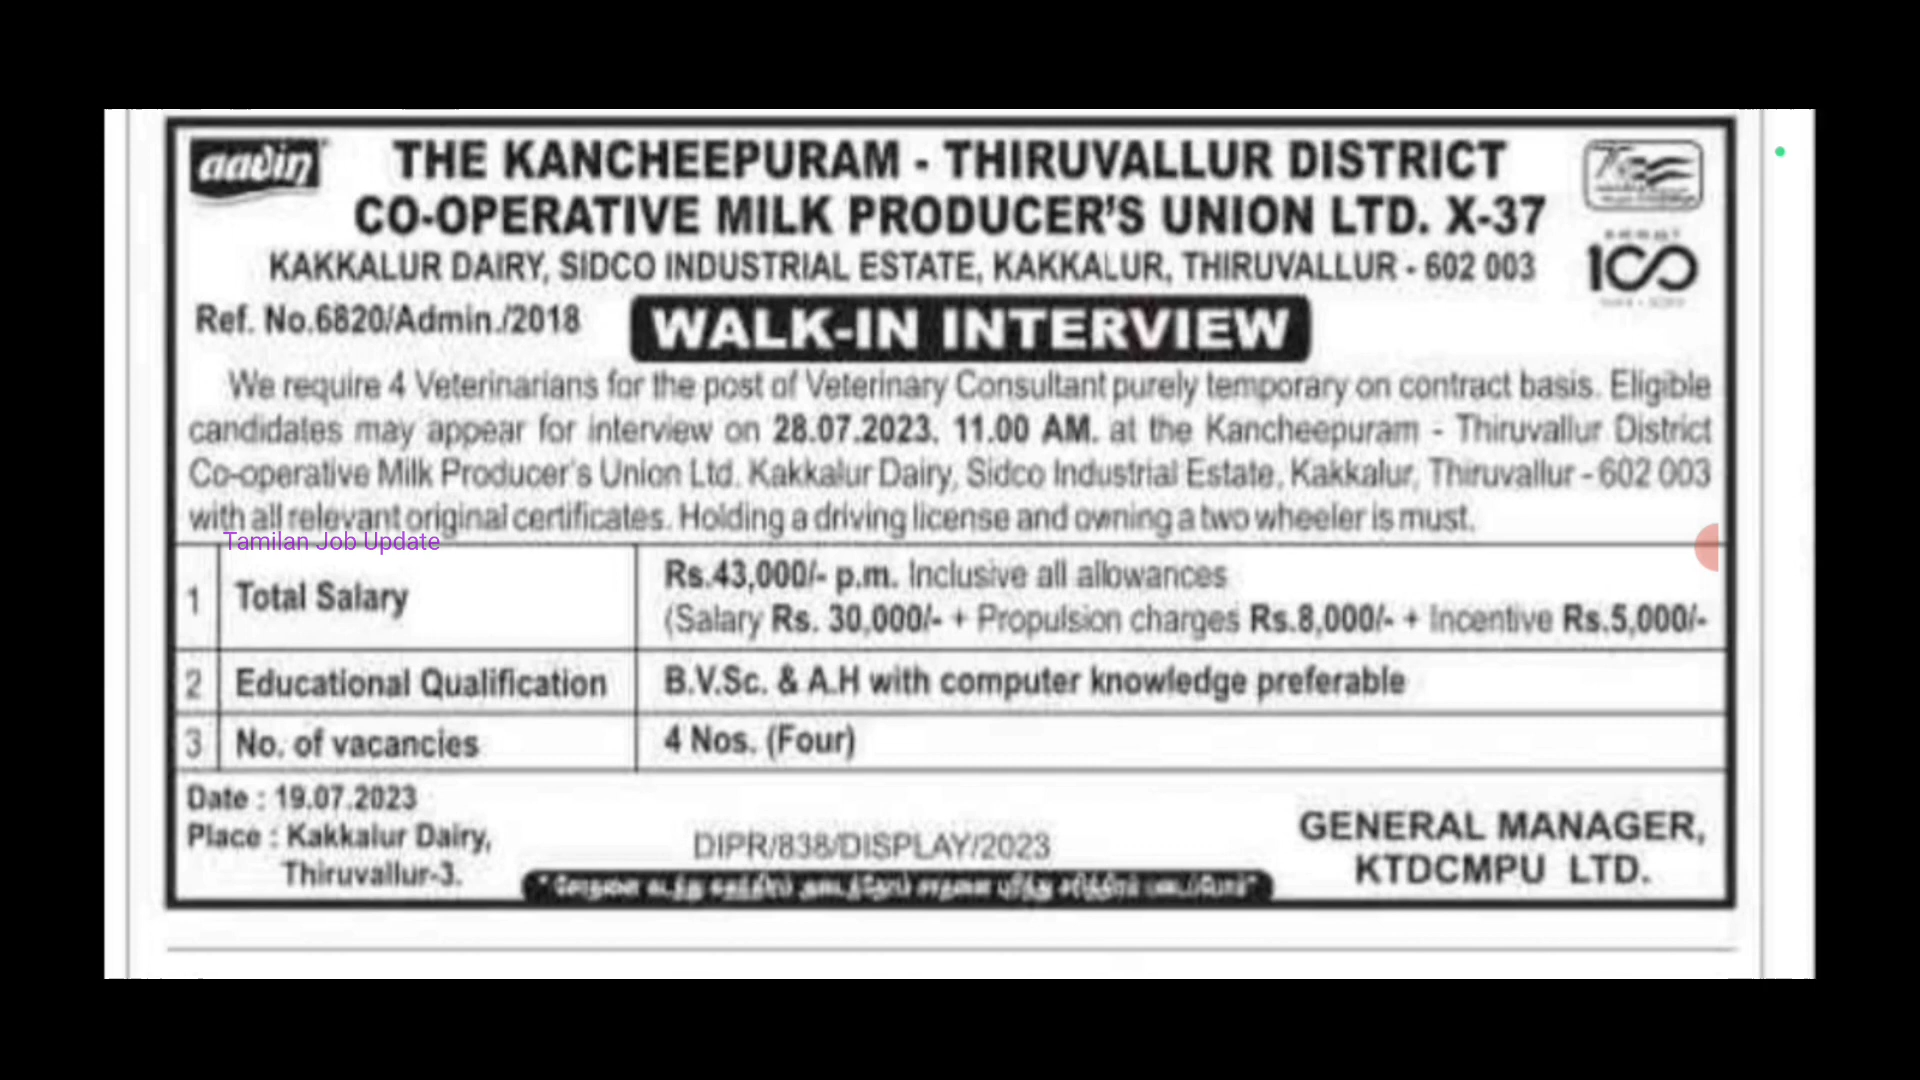 aavin
THE KANCHEEPURAM - THIRUVALLUR DISTRICT
CO-OPERATIVE MILK PRODUCER'S UNION LTD. X-37
KAKKALUR DAIRY, SIDCO INDUSTRIAL ESTATE, KAKKALUR, THIRUVALLUR - 602 003
100
Ref. No.6820/Admin./2018
WALK-IN INTERVIEW
We require 4 Veterinarians for the post of Veterinary Consultant purely temporary on contract basis. Eligible
candidates may appear for interview on 28.07.2023. 11.00 AM. at the Kancheepuram - Thiruvallur District
Co-operative Milk Producer's Union Ltd. Kakkalur Dairy, Sidco Industrial Estate, Kakkalur, Thiruvallur - 602 003
with all relevant original certificates. Holding a driving license and owning a two wheeler is must.
Tamilan Job Update
1 Total Salary Rs.43,000/- p.m. Inclusive all allowances
(Salary Rs. 30,000/- + Propulsion charges Rs.8,000/- + Incentive Rs.5,000/-
2 Educational Qualification B.V.Sc. & A.H with computer knowledge preferable
3 No. of vacancies 4 Nos. (Four)
Date : 19.07.2023
Place : Kakkalur Dairy,
Thiruvallur-3.
DIPR/838/DISPLAY/2023
GENERAL MANAGER,
KTDCMPU LTD.